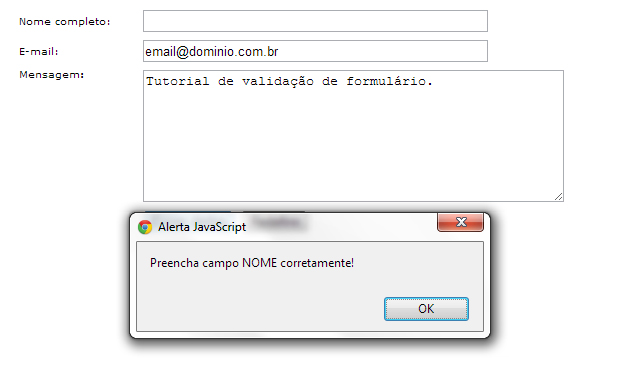 Nome completo:
E-mail: email@dominio.com.br
Mensagem: Tutorial de validação de formulário.
Alerta JavaScript
Preencha campo NOME corretamente!
OK